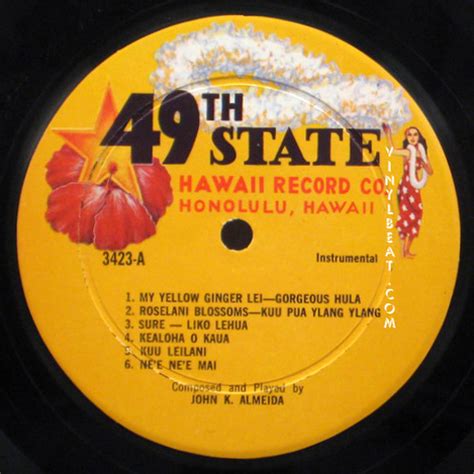 49TH
STATE
HAWAII RECORD CO
HONOLULU, HAWAII
3423-A
Instrumental
1. MY YELLOW GINGER LEI—GORGEOUS HULA
2. ROSELANI BLOSSOMS—KUU PUA YLANG YLANG
3. SURE — LIKO LEHUA
4. KEALOHA O KAUA
5. KUU LEILANI
6. NE'E NE'E MAI
Composed and Played by
JOHN K. ALMEIDA
VINYLBEAT.COM